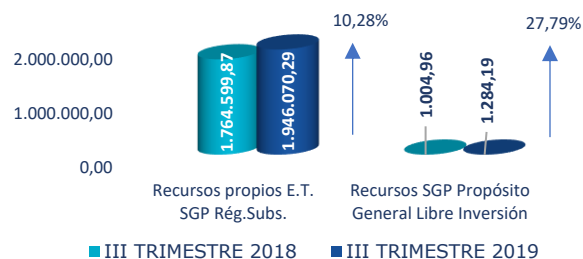 10,28%
27,79%
2.000.000,00
1.000.000,00
0,00
1.764.599,87
1.946.070,29
1.004,96
1.284,19
Recursos propios E.T.
SGP Rég.Subs.
Recursos SGP Propósito
General Libre Inversión
III TRIMESTRE 2018
III TRIMESTRE 2019